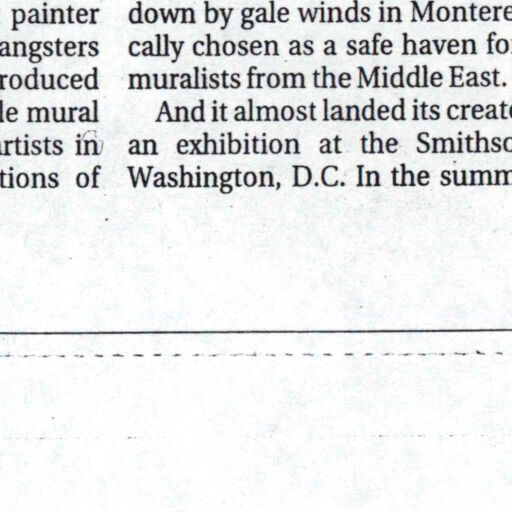 painter
angsters
roduced
le mural
rtists in
tions of
down by gale winds in Montere
cally chosen as a safe haven fo
muralists from the Middle East.
And it almost landed its creat
an exhibition at the Smithso
Washington, D.C. In the summ